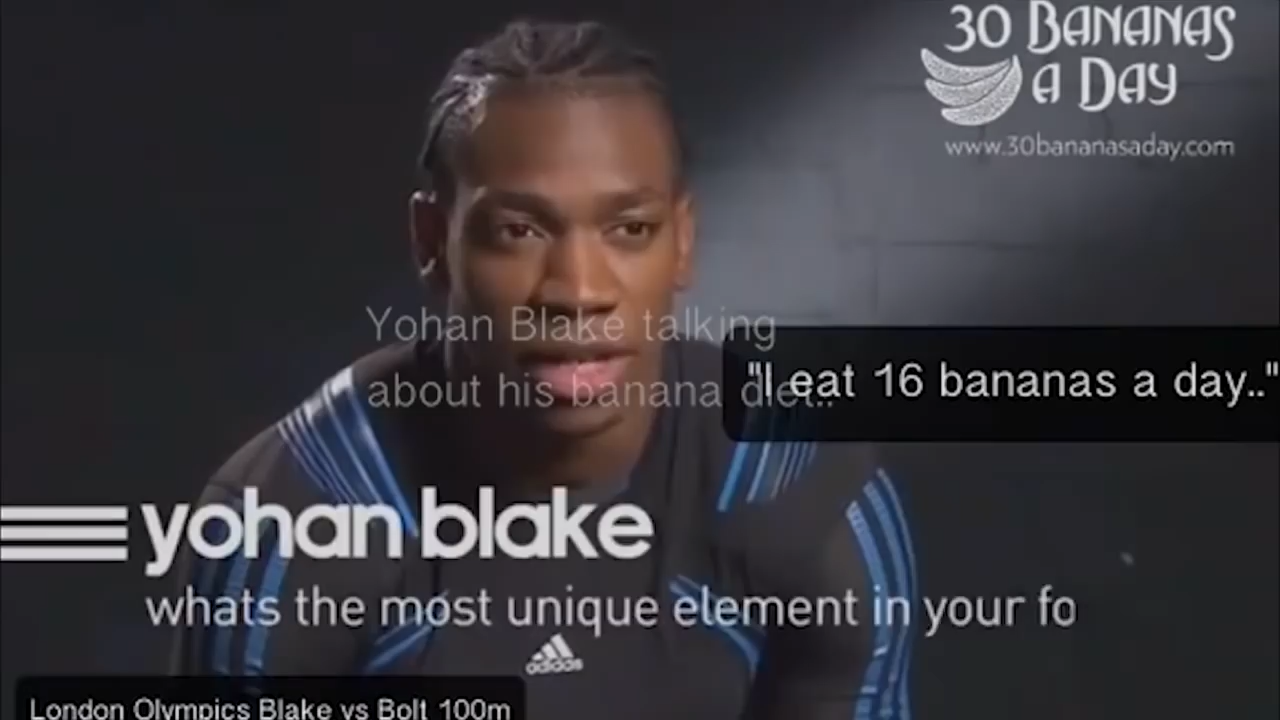 30 BANANAS
A DAY
www.30bananasaday.com
Yohan Blake talking
about his banana diet..
"I eat 16 bananas a day.."
yohan blake
whats the most unique element in your fo
adidas
London Olympics Blake vs Bolt 100m